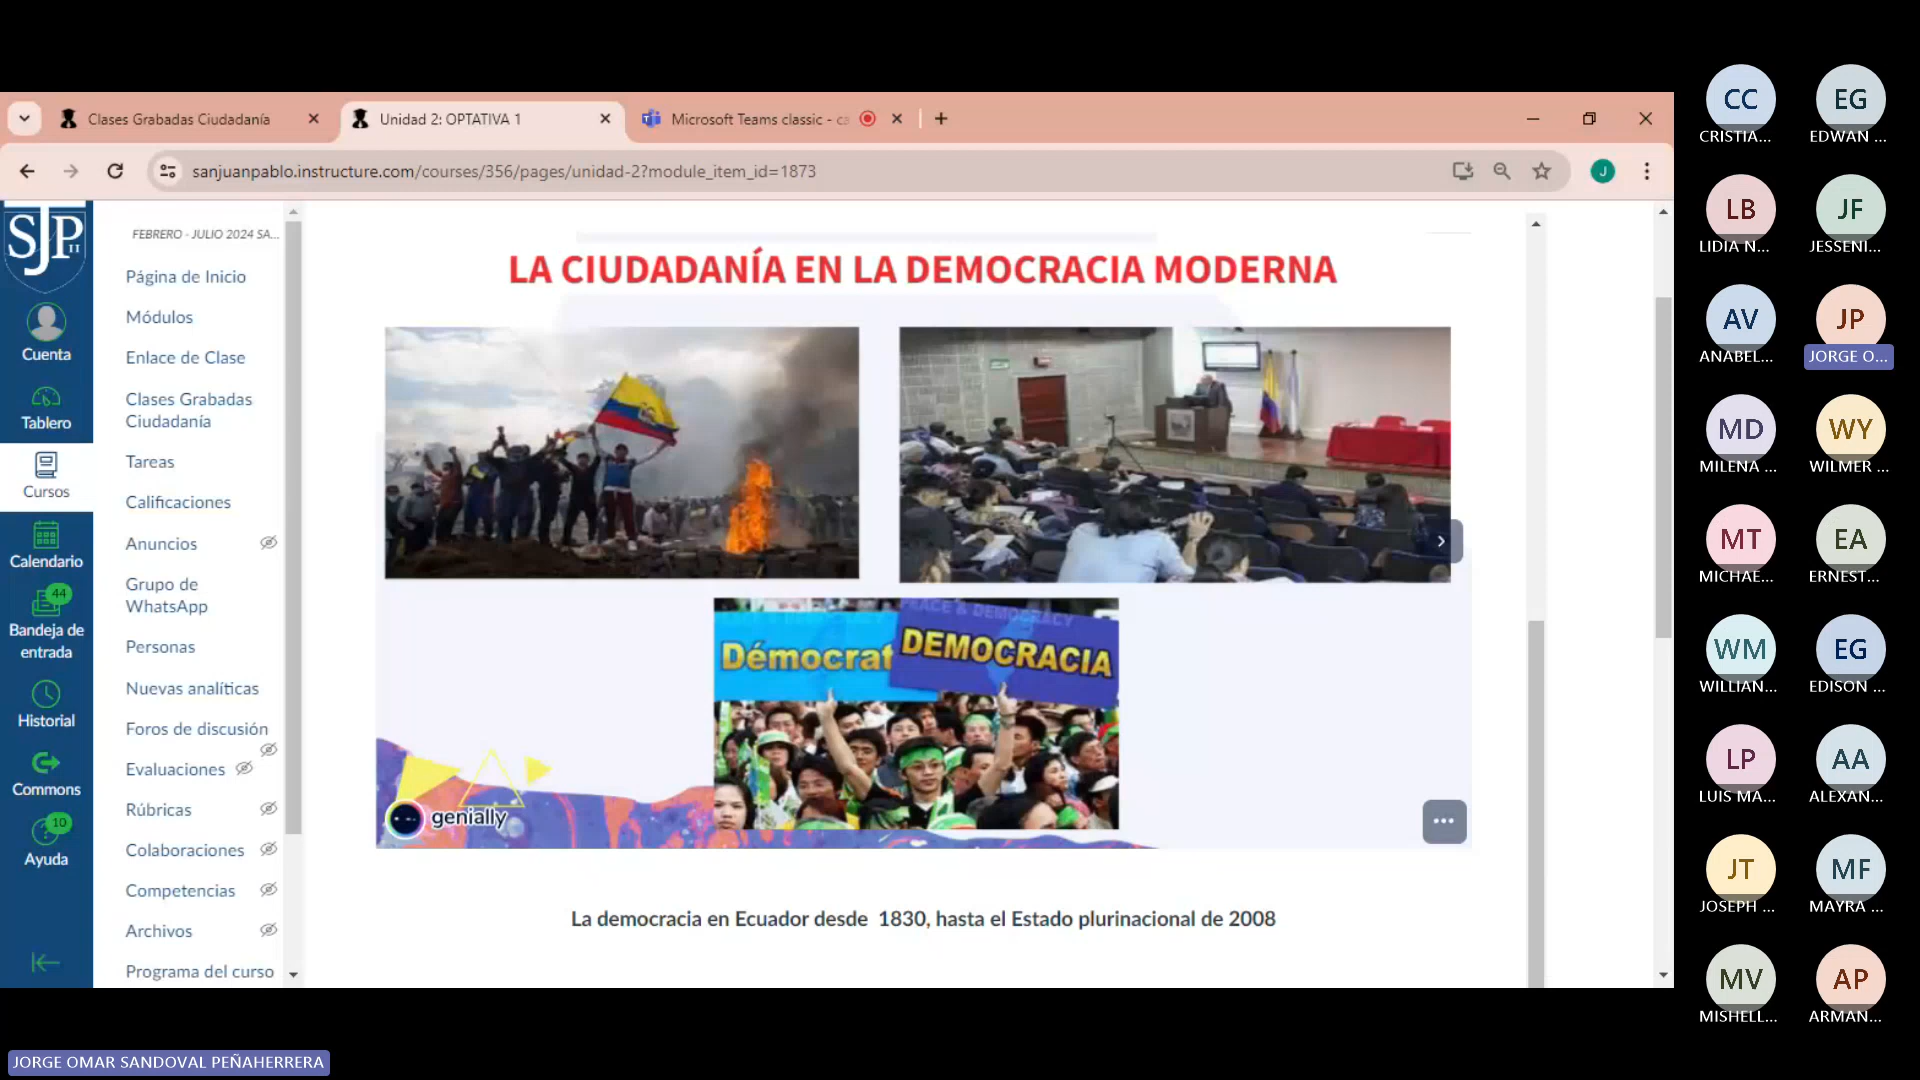 Clases Grabadas Ciudadanía
Unidad 2: OPTATIVA 1
Microsoft Teams classic - ca
sanjuanpablo.instructure.com/courses/356/pages/unidad-2?module_item_id=1873
J
SJP II
Cuenta
Tablero
Cursos
Calendario
44
Bandeja de
entrada
Historial
Commons
10
Ayuda
FEBRERO - JULIO 2024 SA...
Página de Inicio
Módulos
Enlace de Clase
Clases Grabadas
Ciudadanía
Tareas
Calificaciones
Anuncios
Grupo de
WhatsApp
Personas
Nuevas analíticas
Foros de discusión
Evaluaciones
Rúbricas
Colaboraciones
Competencias
Archivos
Programa del curso
LA CIUDADANÍA EN LA DEMOCRACIA MODERNA
PEACE & DEMOCRACY
Démocrat
DEMOCRACIA
genially
La democracia en Ecuador desde 1830, hasta el Estado plurinacional de 2008
CC
CRISTIA...
EG
EDWAN ...
LB
LIDIA N...
JF
JESSENI...
AV
ANABEL...
JP
JORGE O...
MD
MILENA ...
WY
WILMER ...
MT
MICHAE...
EA
ERNEST...
WM
WILLIAN...
EG
EDISON ...
LP
LUIS MA...
AA
ALEXAN...
JT
JOSEPH ...
MF
MAYRA ...
MV
MISHELL...
AP
ARMAN...
JORGE OMAR SANDOVAL PEÑAHERRERA